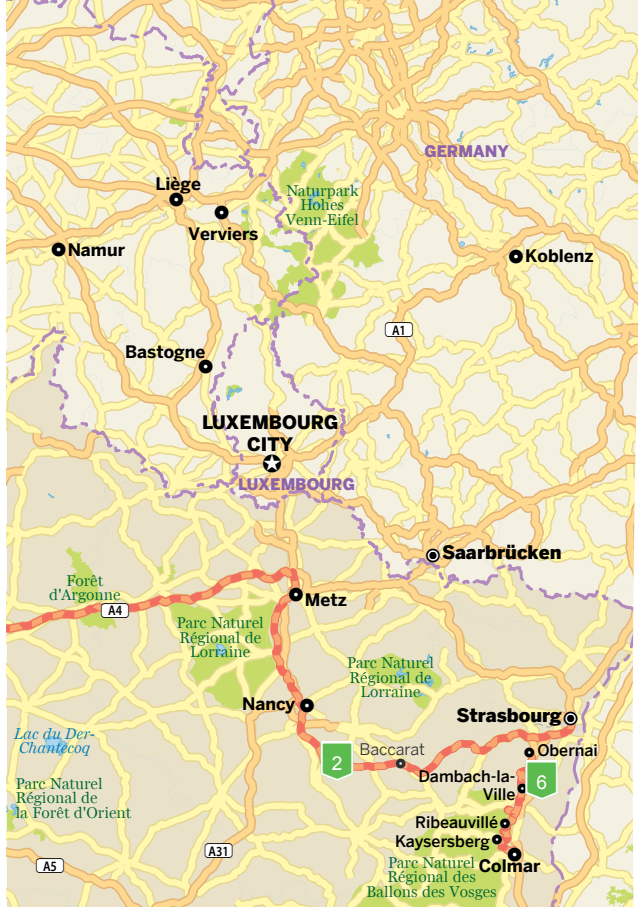 GERMANY
Liège
Naturpark
Hohes
Venn-Eifel
Verviers
Namur
Koblenz
A1
Bastogne
LUXEMBOURG
CITY
LUXEMBOURG
Saarbrücken
Forêt
d'Argonne
A4
Metz
Parc Naturel
Régional de
Lorraine
Parc Naturel
Régional de
Lorraine
Nancy
Strasbourg
Lac du Der-
Chantecoq
Baccarat
Obernai
2
Dambach-la-
Ville
6
Parc Naturel
Régional de
la Forêt d'Orient
Ribeauvillé
Kaysersberg
A31
A5
Parc Naturel
Régional des
Ballons des Vosges
Colmar